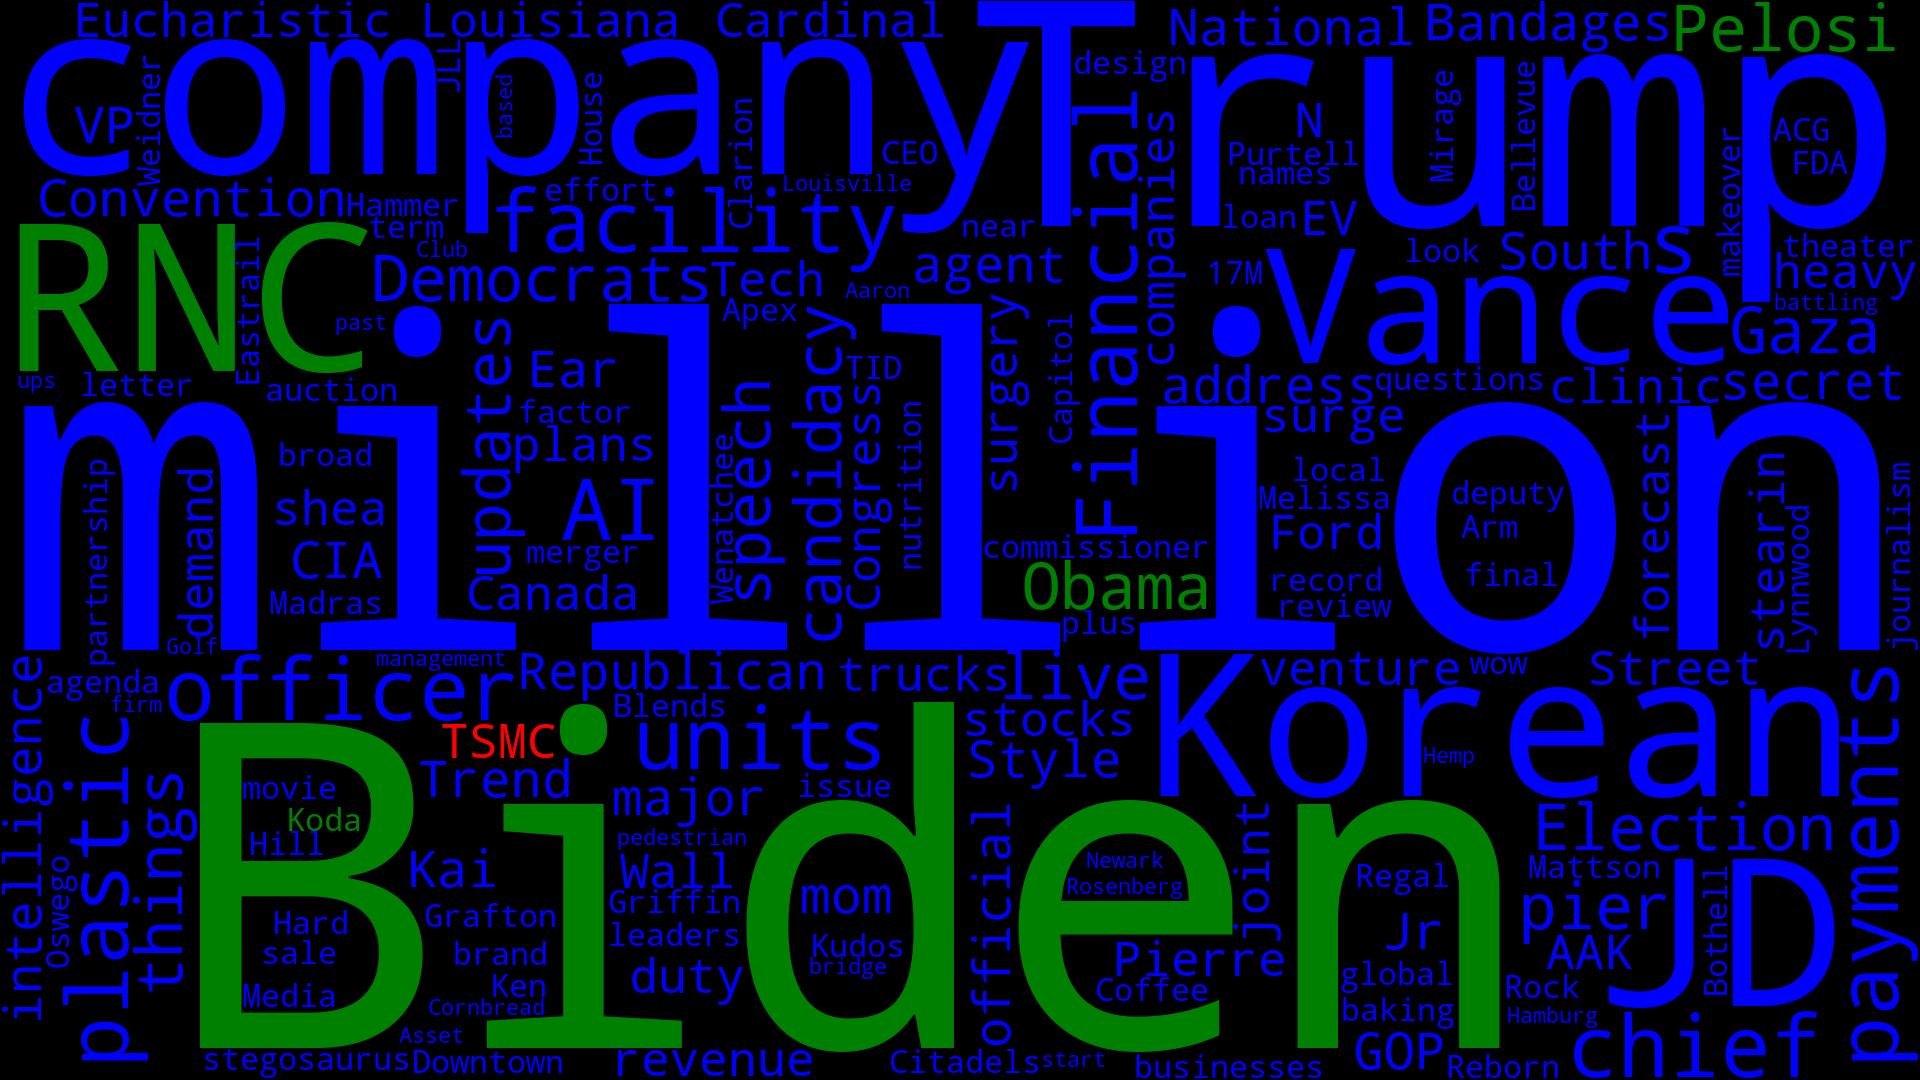 Eucharistic Louisiana Cardinal National Bandages Pelosi
company Trump
JLL
design
VP
Weidner
based
House
Clarion
CEO
N
Purtell
names
Mirage
Bellevue
ACG
FDA
makeover
Convention
Hammer
effort
Louisville
term
Club
facility
near
Financial
companies
loan
EV
look
Souths
theater
heavy
battling
RNC
Eastrail
past
Democrats
Tech
Aaron
agent
17M
Vance
Gaza
Apex
ups
letter
auction
updates
Ear
factor
plans
speech
candidacy
TID
Congress
surgery
nutrition
Capitol
address
questions
clinic
secret
surge
million
broad
shea
CIA
Madras
partnership
demand
Golf
AI
merger
Canada
Wenatchee
commissioner
Obama
plus
local
Melissa
Ford
record
review
deputy
Arm
final
forecast
stearin
Lynnwood
journalism
intelligence
agenda
firm
officer
management
Republican
trucks
live
venture
wow
Street
payments
Blends
TSMC
Trend
units
stocks
Style
Korean
Hemp
plastic
things
Oswego
Biden
movie
Koda
Hill
major
issue
pedestrian
Kai
Wall
Griffin
leaders
mom
official
Newark
Rosenberg
joint
Election
Mattson
Regal
pier
JD
Bothell
Hard
sale
Media
Grafton
brand
Ken
Cornbread
Asset
duty
Kudos
bridge
Pierre
Coffee
Jr
global
baking
AAK
Rock
Hamburg
stegosaurus
Downtown
revenue
Citadels
start
businesses
GOP
Reborn
chief